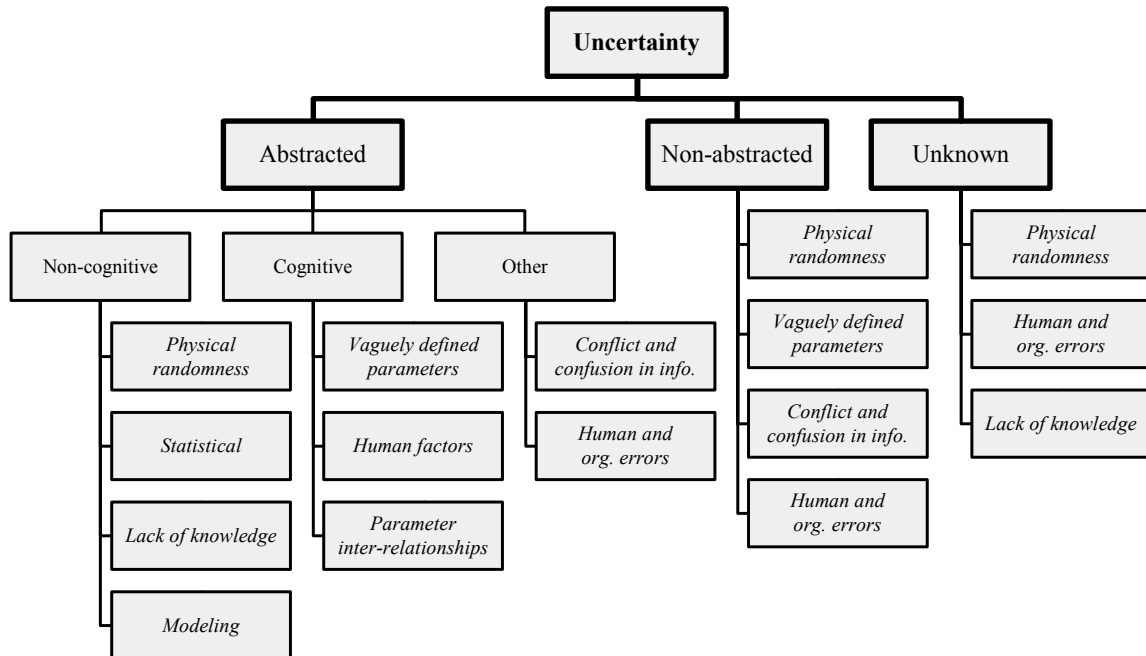 Uncertainty
Abstracted
Non-abstracted
Unknown
Non-cognitive
Cognitive
Other
Physical
randomness
Statistical
Lack of knowledge
Modeling
Vaguely defined
parameters
Human factors
Parameter
inter-relationships
Conflict and
confusion in info.
Human and
org. errors
Physical
randomness
Vaguely defined
parameters
Conflict and
confusion in info.
Human and
org. errors
Physical
randomness
Human and
org. errors
Lack of knowledge